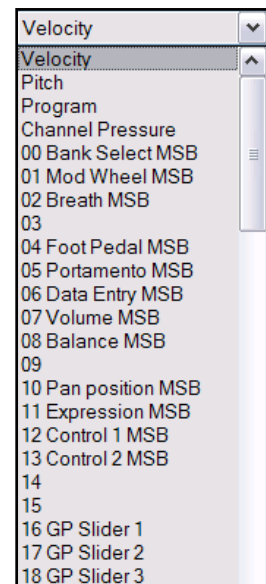 Velocity
Velocity
Pitch
Program
Channel Pressure
00 Bank Select MSB
01 Mod Wheel MSB
02 Breath MSB
03
04 Foot Pedal MSB
05 Portamento MSB
06 Data Entry MSB
07 Volume MSB
08 Balance MSB
09
10 Pan position MSB
11 Expression MSB
12 Control 1 MSB
13 Control 2 MSB
14
15
16 GP Slider 1
17 GP Slider 2
18 GP Slider 3